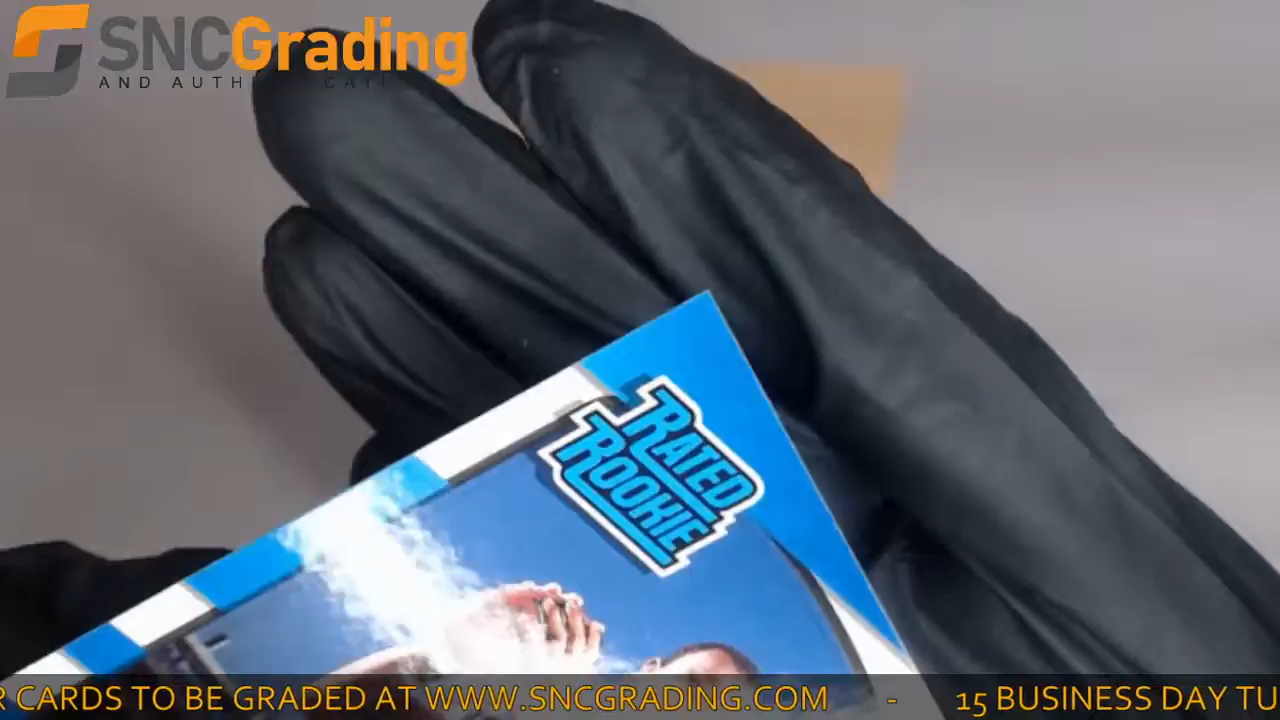 SNCGrading
AND AUTH
RATED
ROOKIE
R CARDS TO BE GRADED AT WWW.SNCGRADING.COM - 15 BUSINESS DAY TU